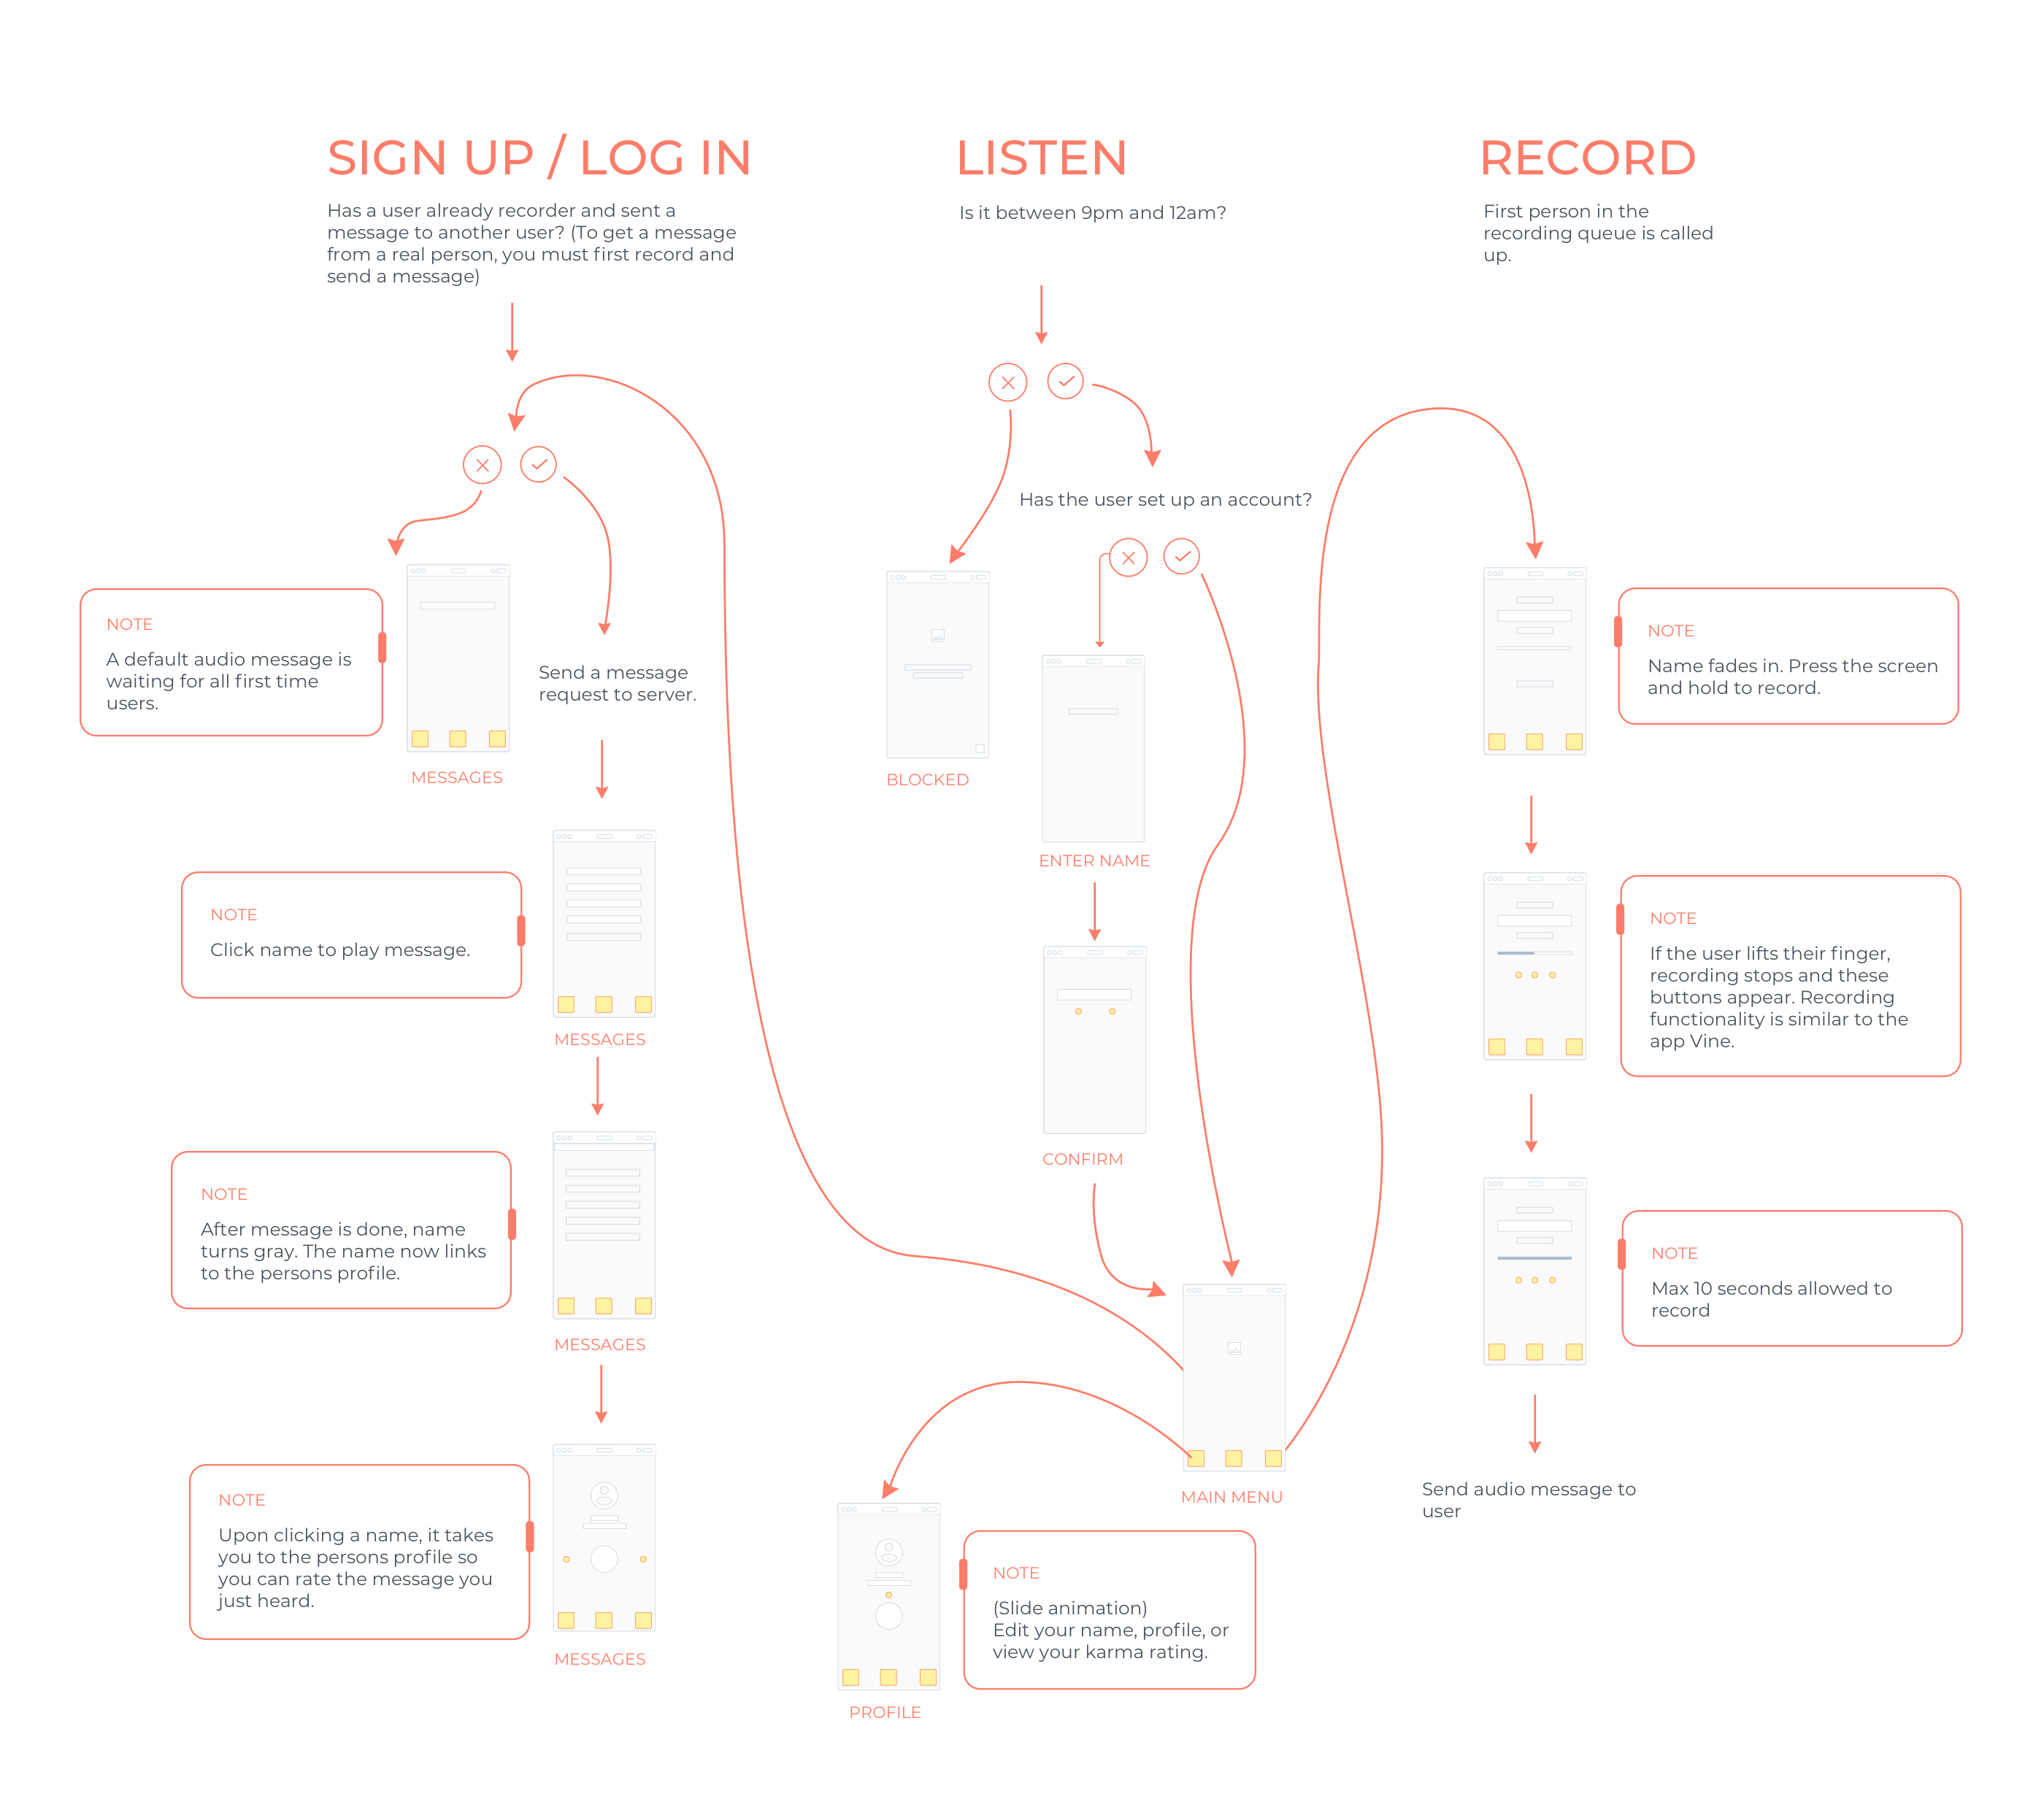 SIGN UP / LOG IN
Has a user already recorder and sent a
message to another user? (To get a message
from a real person, you must first record and
send a message)
NOTE
A default audio message is
waiting for all first time
users.
MESSAGES
Send a message
request to server.
NOTE
Click name to play message.
MESSAGES
NOTE
After message is done, name
turns gray. The name now links
to the persons profile.
MESSAGES
NOTE
Upon clicking a name, it takes
you to the persons profile so
you can rate the message you
just heard.
MESSAGES
LISTEN
Is it between 9pm and 12am?
Has the user set up an account?
BLOCKED
ENTER NAME
CONFIRM
MAIN MENU
NOTE
(Slide animation)
Edit your name, profile, or
view your karma rating.
PROFILE
RECORD
First person in the
recording queue is called
up.
NOTE
Name fades in. Press the screen
and hold to record.
NOTE
If the user lifts their finger,
recording stops and these
buttons appear. Recording
functionality is similar to the
app Vine.
NOTE
Max 10 seconds allowed to
record
Send audio message to
user